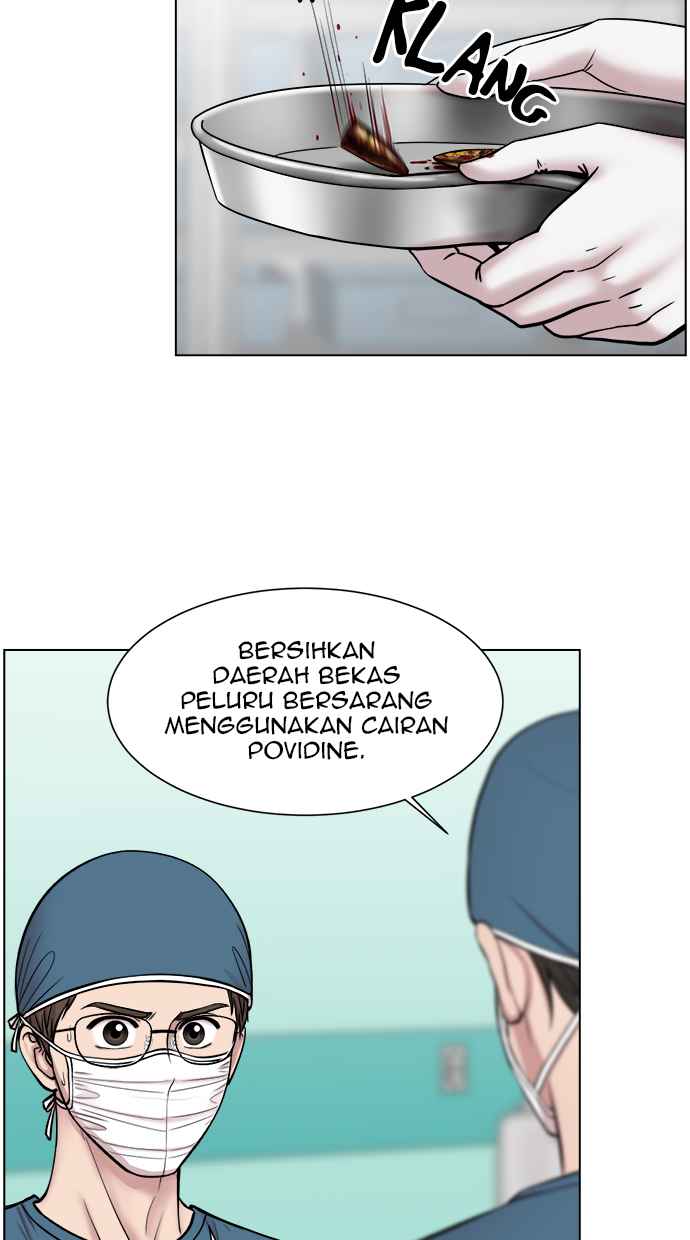 KLANG
BERSIHKAN
DAERAH BEKAS
PELURU BERSARANG
MENGGUNAKAN CAIRAN
POVIDINE.